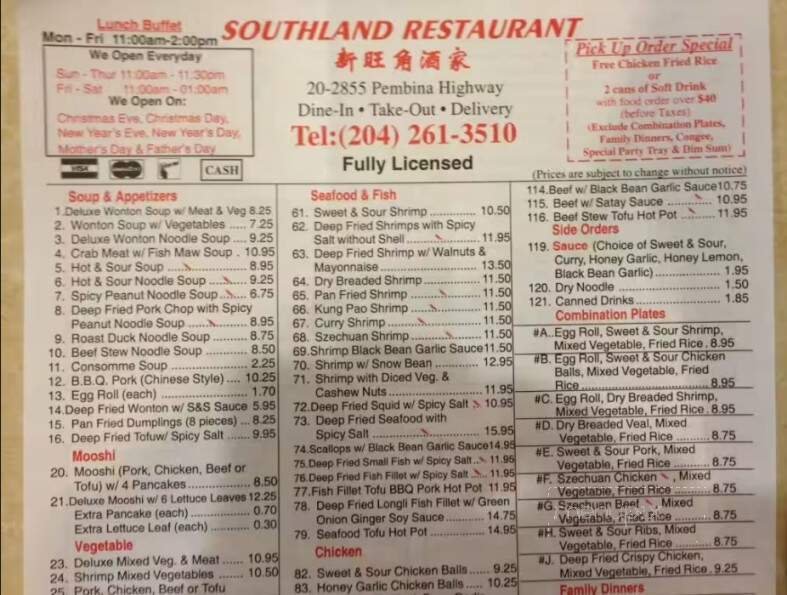 Lunch Buffet
Mon - Fri 11:00am-2:00pm
We Open Everyday
Sun - Thur 11:00am - 11:30pm
Fri - Sat 11:00am - 01:00am
We Open On:
Christmas Eve, Christmas Day,
New Year's Eve, New Year's Day,
Mother's Day & Father's Day
VISA
CASH
SOUTHLAND RESTAURANT
新旺角酒家
20-2855 Pembina Highway
Dine-In • Take-Out • Delivery
Tel:(204) 261-3510
Fully Licensed
Pick Up Order Special
Free Chicken Fried Rice
or
2 cans of Soft Drink
with food order over $40
(before Taxes)
(Exclude Combination Plates,
Family Dinners, Congee,
Special Party Tray & Dim Sum)
(Prices are subject to change without notice)
Soup & Appetizers
1.Deluxe Wonton Soup w/ Meat & Veg 8.25
2. Wonton Soup w/ Vegetables ..... 7.25
3. Deluxe Wonton Noodle Soup .... 9.25
4. Crab Meat w/ Fish Maw Soup . 10.95
5. Hot & Sour Soup ............ 8.95
6. Hot & Sour Noodle Soup .... 9.25
7. Spicy Peanut Noodle Soup .... 6.75
8. Deep Fried Pork Chop with Spicy
Peanut Noodle Soup .......... 8.95
9. Roast Duck Noodle Soup ........ 8.75
10. Beef Stew Noodle Soup ......... 8.50
11. Consomme Soup ................ 2.25
12. B.B.Q. Pork (Chinese Style) .... 10.25
13. Egg Roll (each) ................. 1.70
14.Deep Fried Wonton w/ S&S Sauce 5.95
15. Pan Fried Dumplings (8 pieces) ... 8.25
16. Deep Fried Tofuw/ Spicy Salt .... 9.95
Mooshi
20. Mooshi (Pork, Chicken, Beef or
Tofu) w/ 4 Pancakes ............ 8.50
21.Deluxe Mooshi w/ 6 Lettuce Leaves 12.25
Extra Pancake (each) ........... 0.70
Extra Lettuce Leaf (each) ....... 0.30
Vegetable
23. Deluxe Mixed Veg. & Meat ...... 10.95
24. Shrimp Mixed Vegetables ....... 10.50
25. Pork, Chicken, Beef or Tofu
Seafood & Fish
61. Sweet & Sour Shrimp ............ 10.50
62. Deep Fried Shrimps with Spicy
Salt without Shell ............ 11.95
63. Deep Fried Shrimp w/ Walnuts &
Mayonnaise .................... 13.50
64. Dry Breaded Shrimp ............ 11.50
65. Pan Fried Shrimp .............. 11.50
66. Kung Pao Shrimp ............... 11.50
67. Curry Shrimp .................. 11.50
68. Szechuan Shrimp ............... 11.50
69.Shrimp Black Bean Garlic Sauce11.50
70. Shrimp w/ Snow Bean ........... 12.95
71. Shrimp with Diced Veg. &
Cashew Nuts ................... 11.95
72.Deep Fried Squid w/ Spicy Salt 10.95
73. Deep Fried Seafood with
Spicy Salt .................... 15.95
74.Scallops w/ Black Bean Garlic Sauce14.95
75.Deep Fried Small Fish w/ Spicy Salt .. 11.95
76.Deep Fried Fish Fillet w/ Spicy Salt .. 11.95
77.Fish Fillet Tofu BBQ Pork Hot Pot 11.95
78. Deep Fried Longli Fish Fillet w/ Green
Onion Ginger Soy Sauce ........ 14.75
79. Seafood Tofu Hot Pot .......... 14.95
Chicken
82. Sweet & Sour Chicken Balls ..... 9.25
83. Honey Garlic Chicken Balls .... 10.25
114.Beef w/ Black Bean Garlic Sauce10.75
115. Beef w/ Satay Sauce .......... 10.95
116. Beef Stew Tofu Hot Pot ....... 11.95
Side Orders
119. Sauce (Choice of Sweet & Sour,
Curry, Honey Garlic, Honey Lemon,
Black Bean Garlic) ............ 1.95
120. Dry Noodle ................... 1.50
121. Canned Drinks ................ 1.85
Combination Plates
#A. Egg Roll, Sweet & Sour Shrimp,
Mixed Vegetable, Fried Rice . 8.95
#B. Egg Roll, Sweet & Sour Chicken
Balls, Mixed Vegetable, Fried
Rice .......................... 8.95
#C. Egg Roll, Dry Breaded Shrimp,
Mixed Vegetable, Fried Rice . 8.95
#D. Dry Breaded Veal, Mixed
Vegetable, Fried Rice ........ 8.75
#E. Sweet & Sour Pork, Mixed
Vegetable, Fried Rice ........ 8.75
#F. Szechuan Chicken , Mixed
Vegetable, Fried Rice ........ 8.75
#G. Szechuan Beef , Mixed
Vegetable, Fried Rice ........ 8.75
#H. Sweet & Sour Ribs, Mixed
Vegetable, Fried Rice ........ 8.75
#J. Deep Fried Crispy Chicken,
Mixed Vegetable, Fried Rice . 9.25
Family Dinners